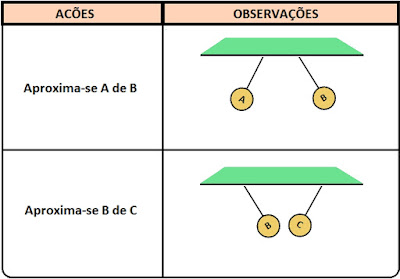 ACÕES OBSERVAÇÕES
Aproxima-se A de B
A B
Aproxima-se B de C
B C